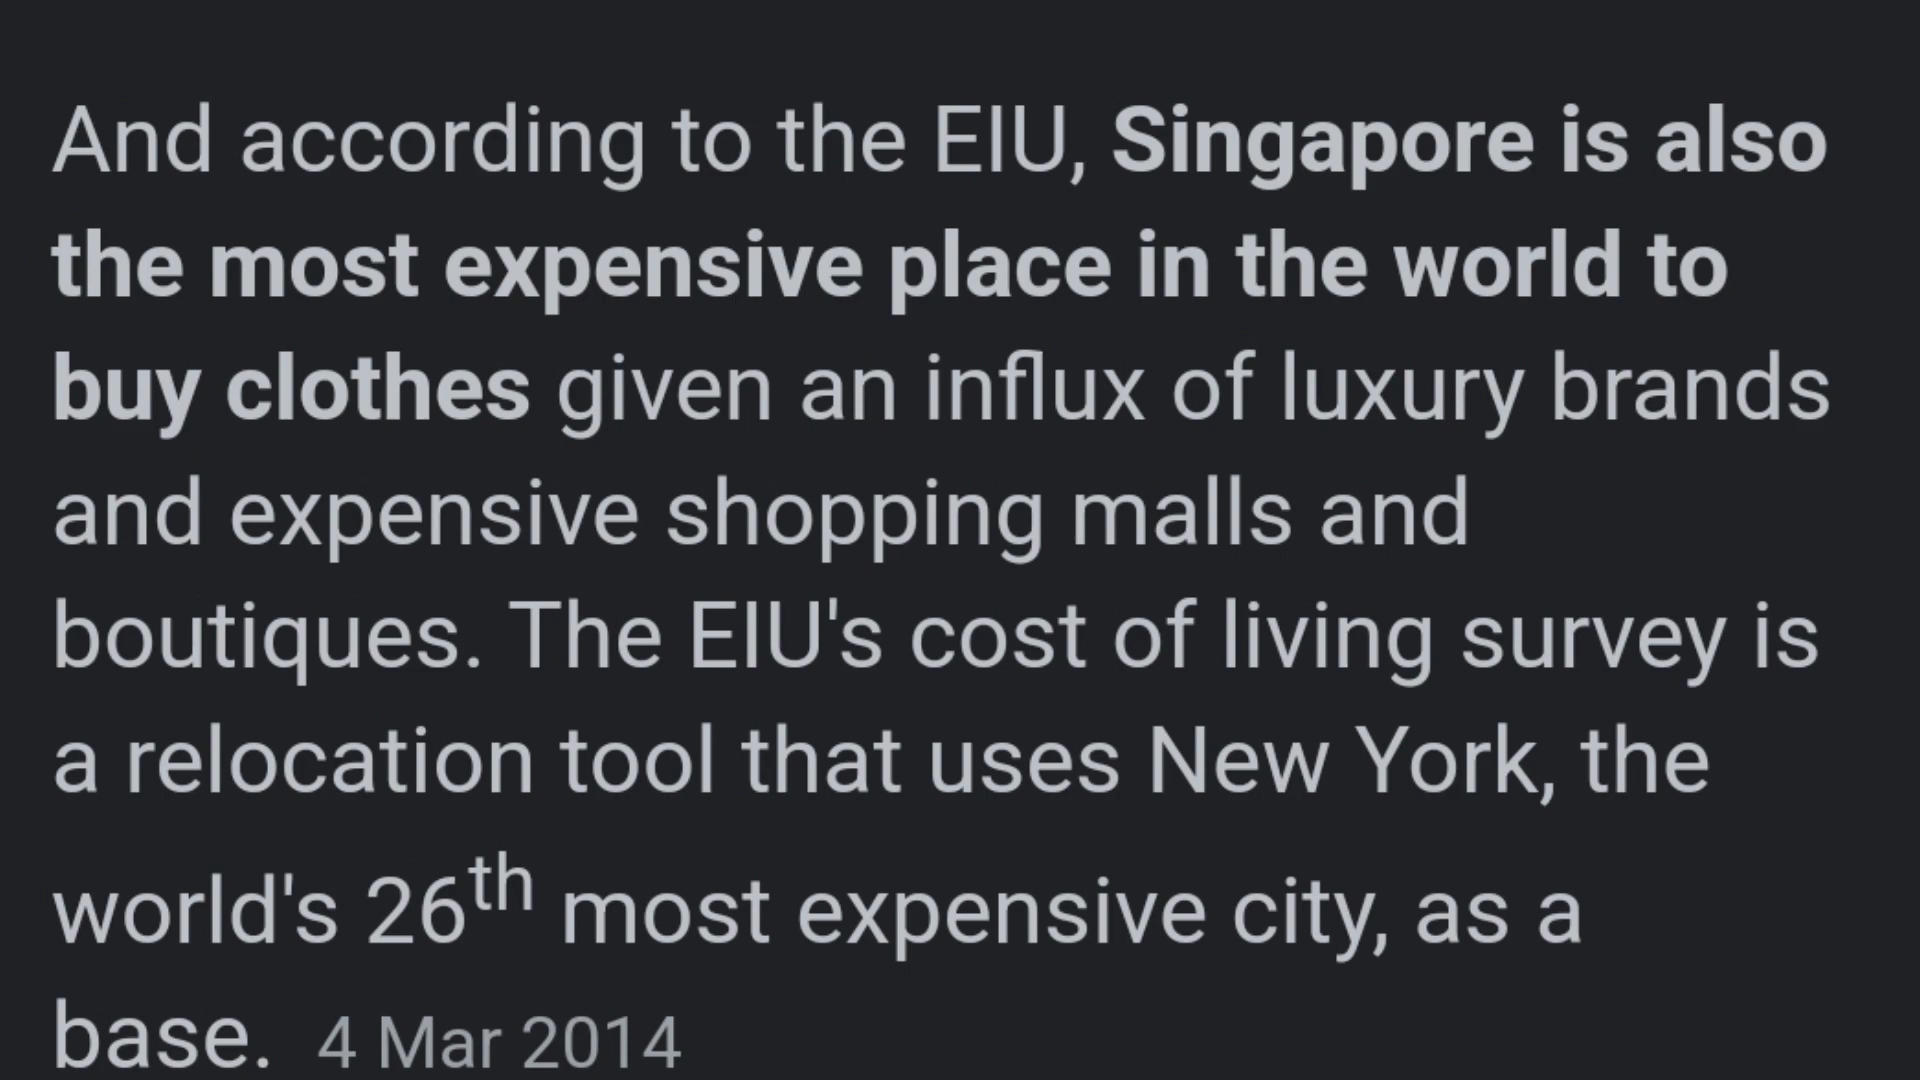 And according to the EIU, Singapore is also
the most expensive place in the world to
buy clothes given an influx of luxury brands
and expensive shopping malls and
boutiques. The EIU's cost of living survey is
a relocation tool that uses New York, the
world's 26th most expensive city, as a
base. 4 Mar 2014